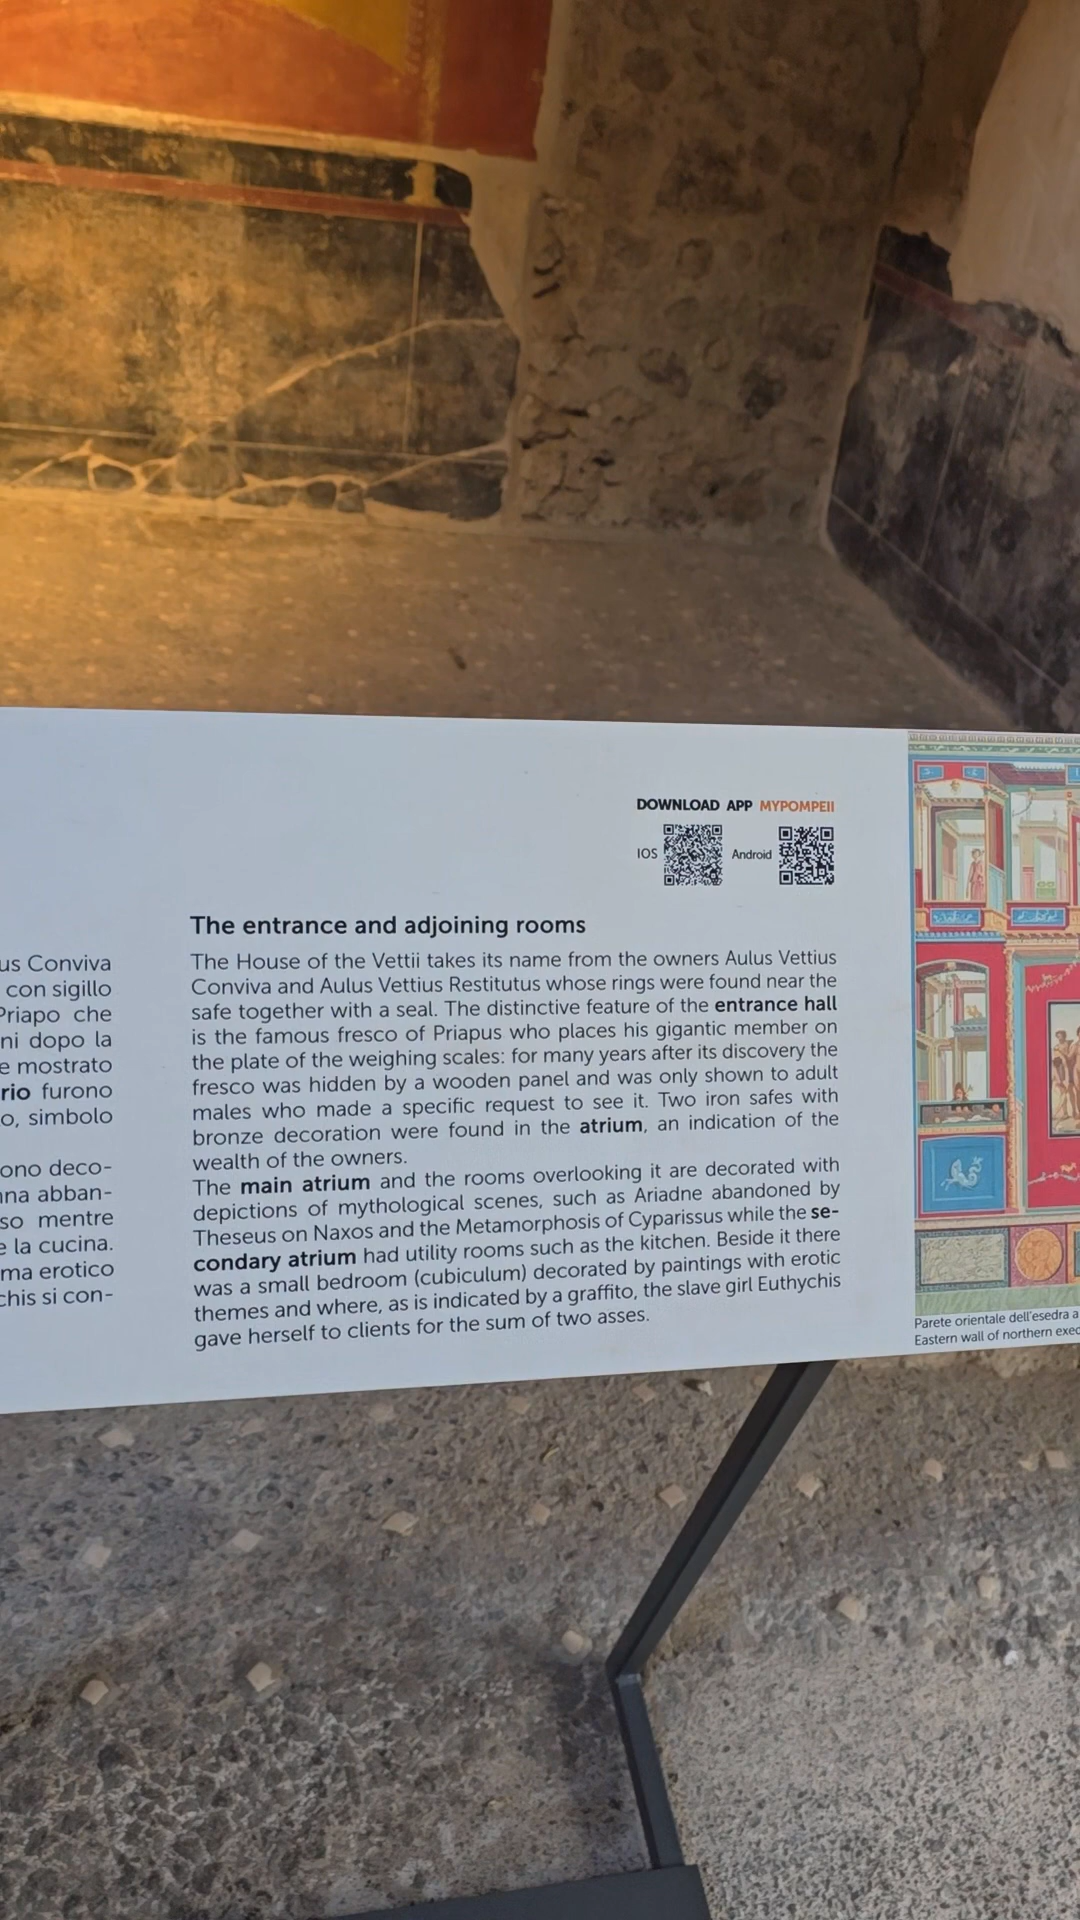 DOWNLOAD APP MYPOMPEII
IOS
Android
us Conviva
con sigillo
Priapo che
ni dopo la
e mostrato
rio furono
o, simbolo
ono deco-
nna abban-
so mentre
e la cucina.
ma erotico
chis si con-
The entrance and adjoining rooms
The House of the Vettii takes its name from the owners Aulus Vettius
Conviva and Aulus Vettius Restitutus whose rings were found near the
safe together with a seal. The distinctive feature of the entrance hall
is the famous fresco of Priapus who places his gigantic member on
the plate of the weighing scales: for many years after its discovery the
fresco was hidden by a wooden panel and was only shown to adult
males who made a specific request to see it. Two iron safes with
bronze decoration were found in the atrium, an indication of the
wealth of the owners.
The main atrium and the rooms overlooking it are decorated with
depictions of mythological scenes, such as Ariadne abandoned by
Theseus on Naxos and the Metamorphosis of Cyparissus while the se-
condary atrium had utility rooms such as the kitchen. Beside it there
was a small bedroom (cubiculum) decorated by paintings with erotic
themes and where, as is indicated by a graffito, the slave girl Euthychis
gave herself to clients for the sum of two asses.
Parete orientale dell'esedra a
Eastern wall of northern exed